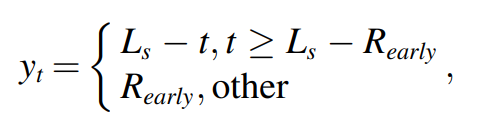 y_t = { L_s − t, t ≥ L_s − R_early
R_early, other ,